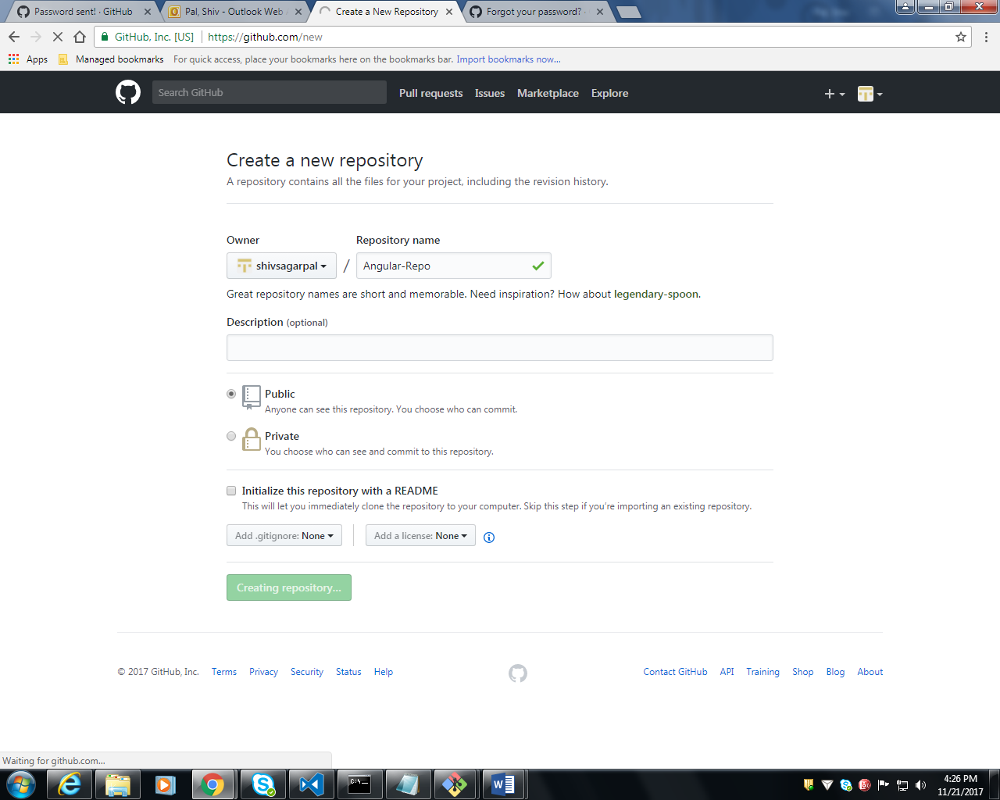 Password sent! · GitHub
Pal, Shiv - Outlook Web
Create a New Repository
Forgot your password? ·
GitHub, Inc. [US] https://github.com/new
Apps Managed bookmarks For quick access, place your bookmarks here on the bookmarks bar. Import bookmarks now...
Search GitHub Pull requests Issues Marketplace Explore
Create a new repository
A repository contains all the files for your project, including the revision history.
Owner Repository name
shivsagarpal / Angular-Repo
Great repository names are short and memorable. Need inspiration? How about legendary-spoon.
Description (optional)
Public
Anyone can see this repository. You choose who can commit.
Private
You choose who can see and commit to this repository.
Initialize this repository with a README
This will let you immediately clone the repository to your computer. Skip this step if you're importing an existing repository.
Add .gitignore: None Add a license: None
Creating repository...
© 2017 GitHub, Inc. Terms Privacy Security Status Help Contact GitHub API Training Shop Blog About
Waiting for github.com...
4:26 PM
11/21/2017